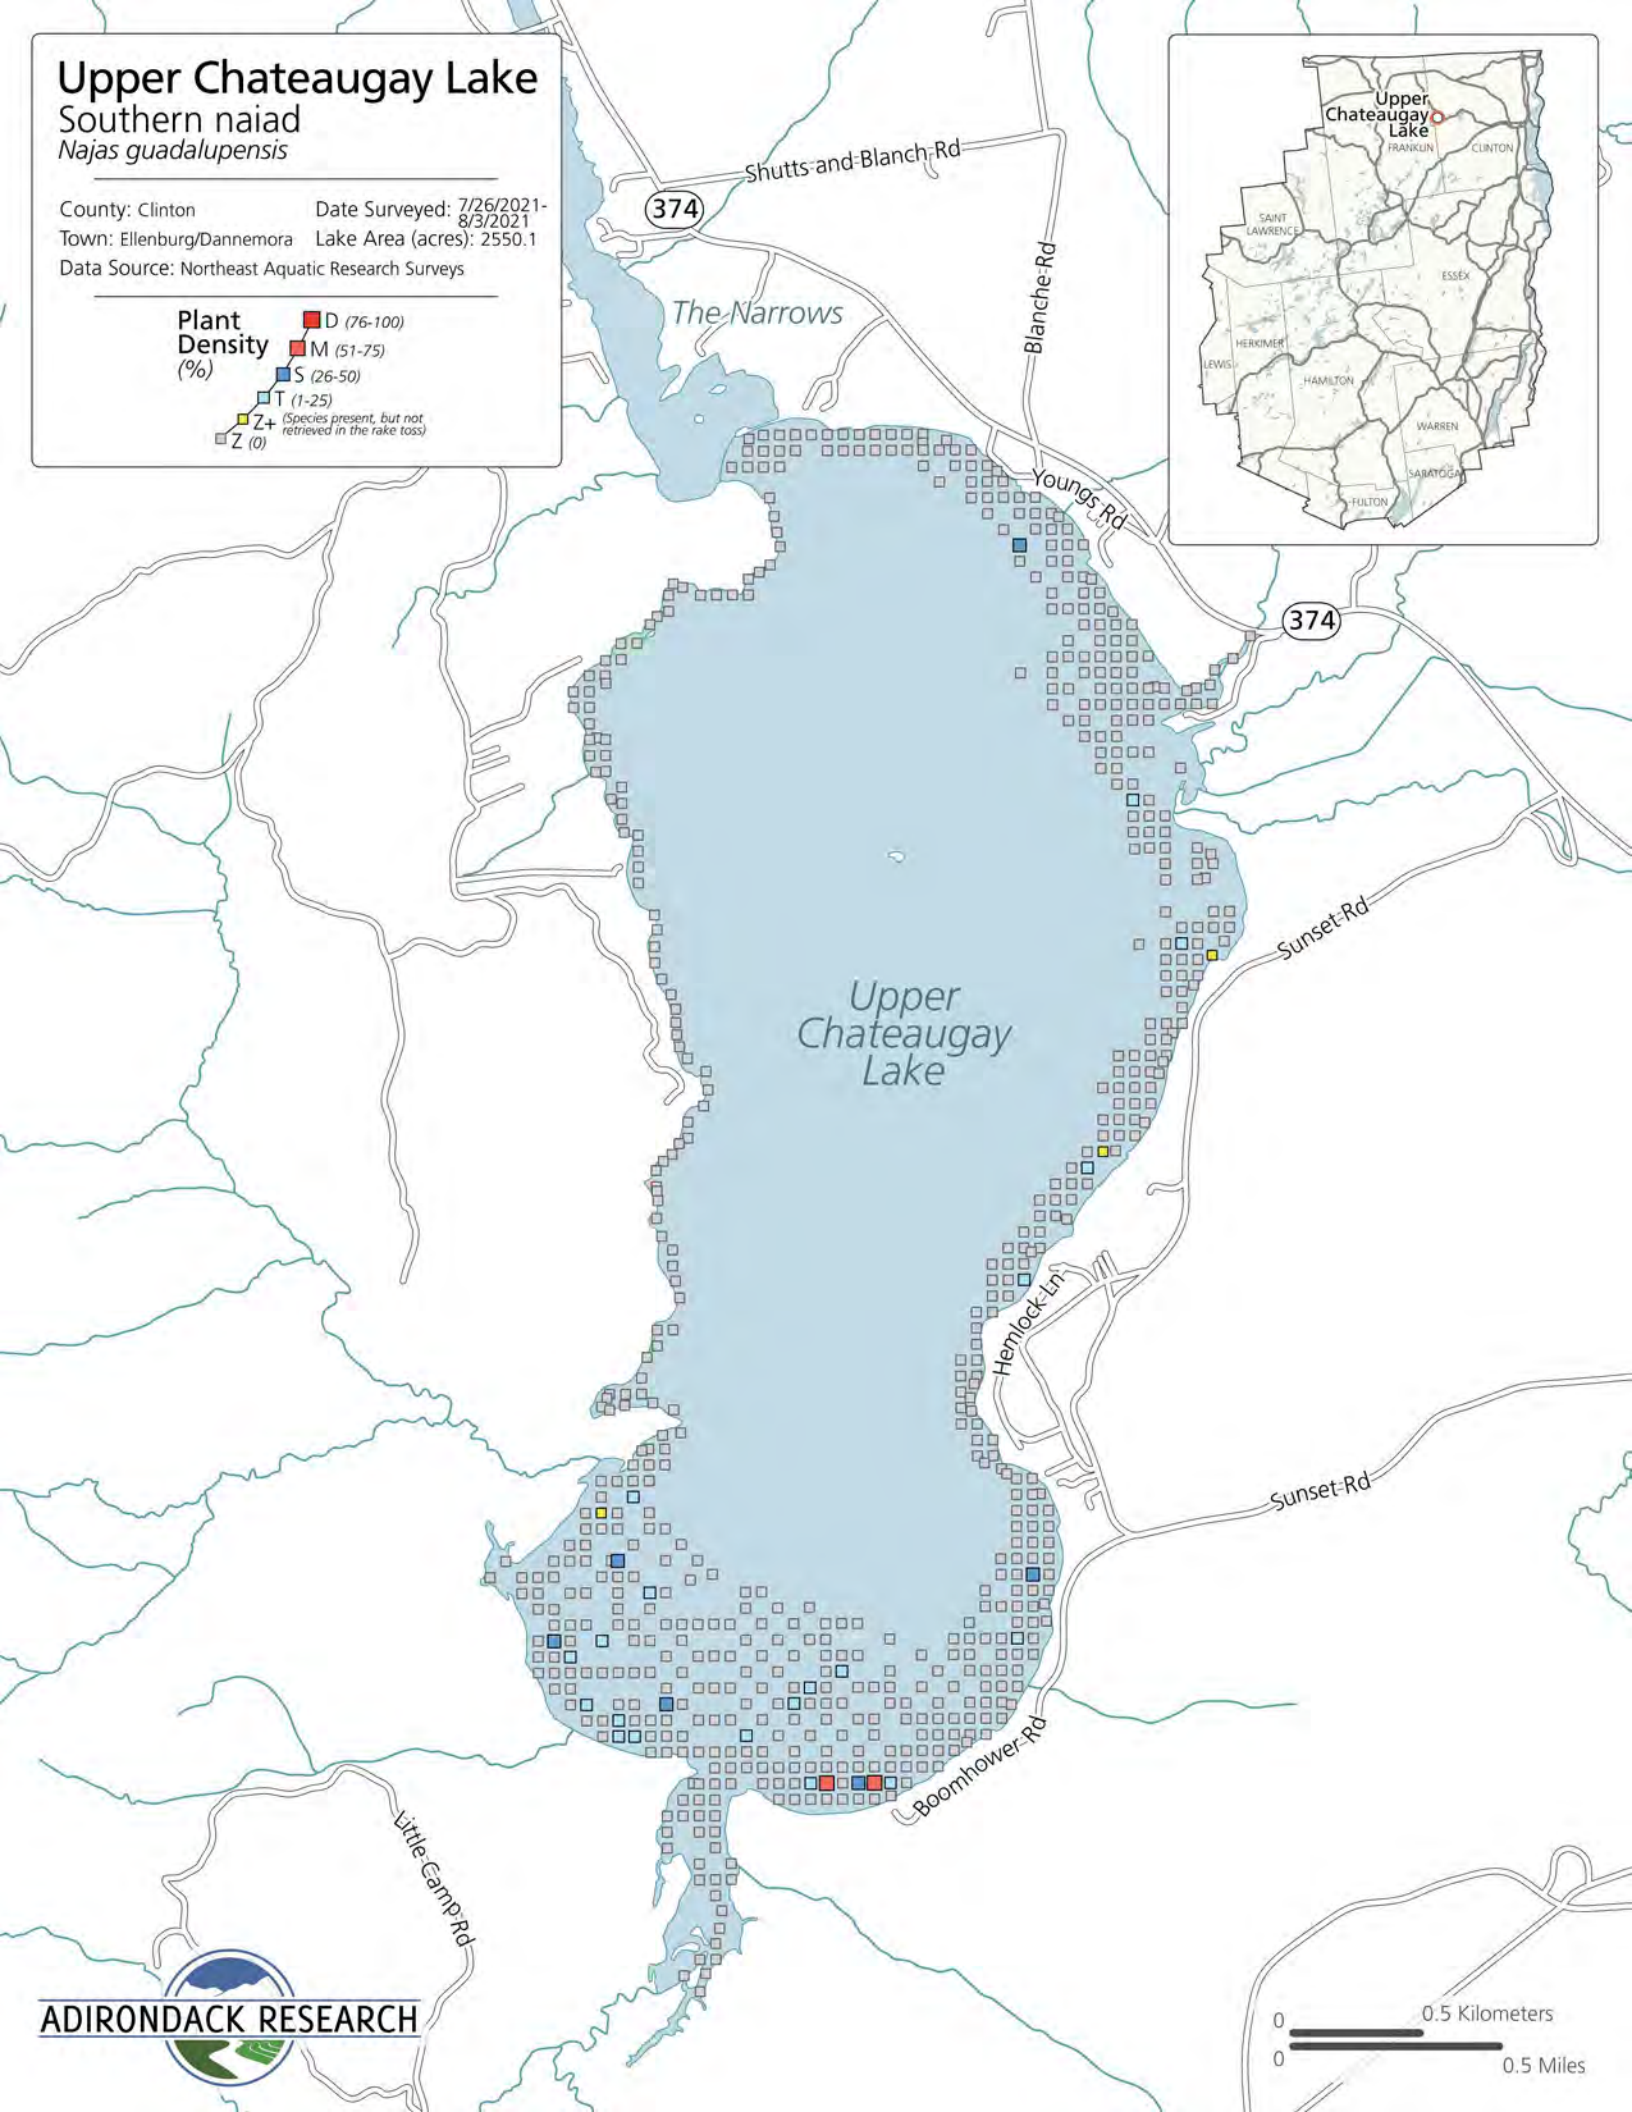 Upper Chateaugay Lake
Southern naiad
Najas guadalupensis
County: Clinton
Date Surveyed: 7/26/2021-
8/3/2021
Town: Ellenburg/Dannemora
Lake Area (acres): 2550.1
Data Source: Northeast Aquatic Research Surveys
Plant
Density
(%)
D (76-100)
M (51-75)
S (26-50)
T (1-25)
Z+ (Species present, but not
retrieved in the rake toss)
Z (0)
Upper
Chateaugay
Lake
FRANKLIN
CLINTON
SAINT
LAWRENCE
ESSEX
HERKIMER
LEWIS
HAMILTON
WARREN
SARATOGA
FULTON
Shutts and Blanch Rd
374
The Narrows
Blanche Rd
Youngs Rd
374
Sunset Rd
Upper
Chateaugay
Lake
Hemlock Ln
Sunset Rd
Boomhower Rd
Little Camp Rd
ADIRONDACK RESEARCH
0
0.5 Kilometers
0
0.5 Miles